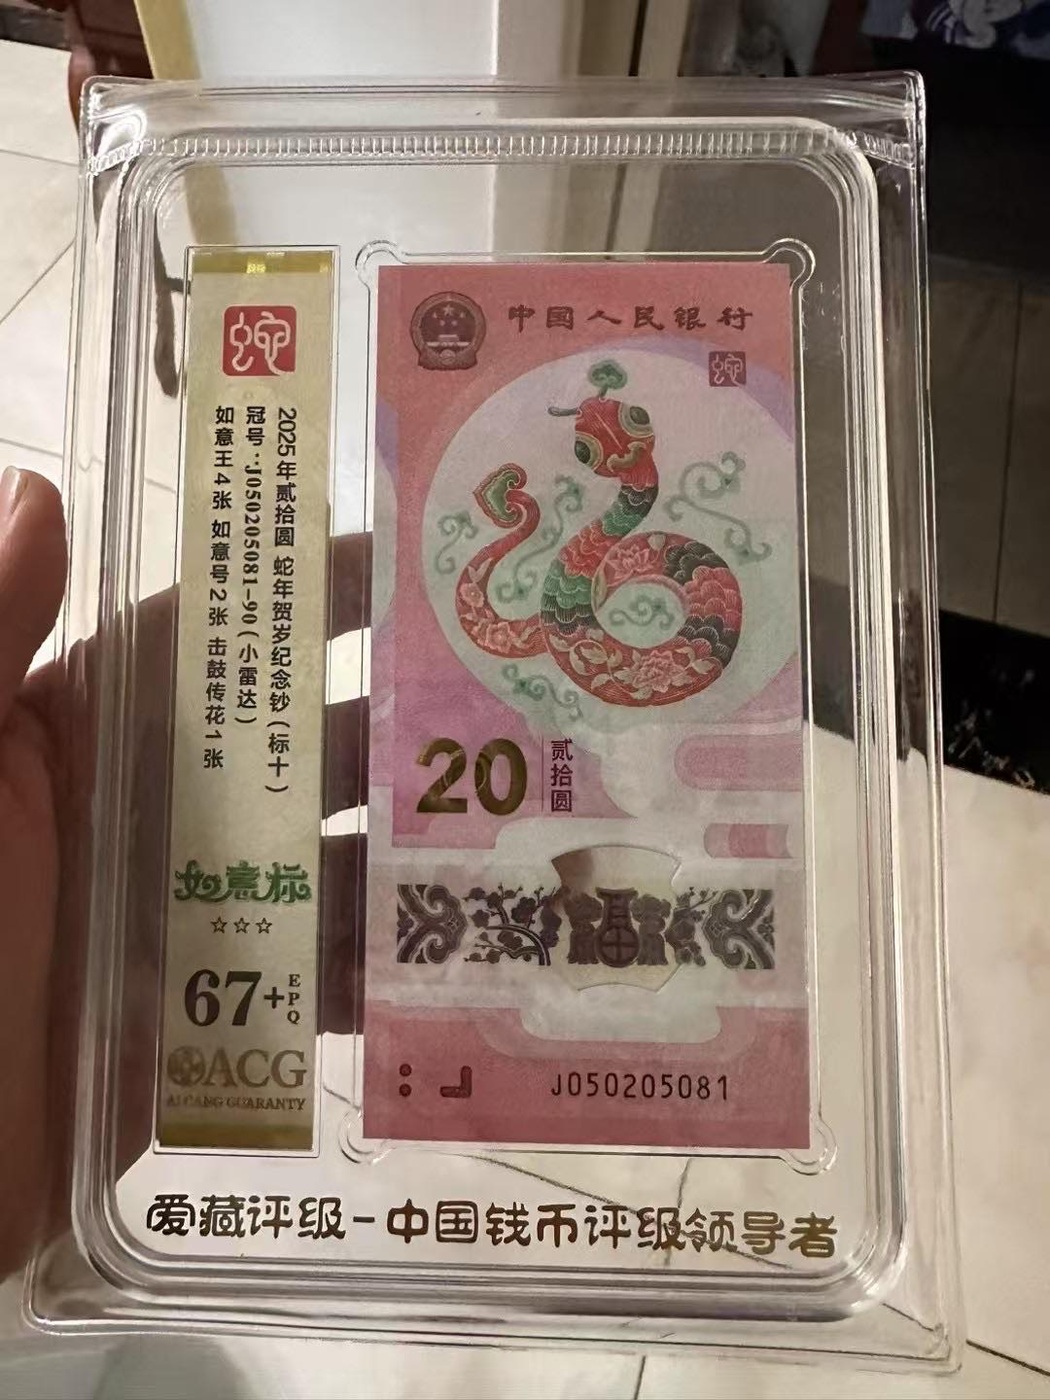 蛇
2025年贰拾圆 蛇年贺岁纪念钞(标十)
冠号:J050205081-90(小雷达)
如意王4张 如意号2张 击鼓传花1张
如意标
☆☆☆
67+
EPQ
ACG
AI CANG GUARANTY
中国人民银行
蛇
20
贰拾圆
J050205081
爱藏评级-中国钱币评级领导者